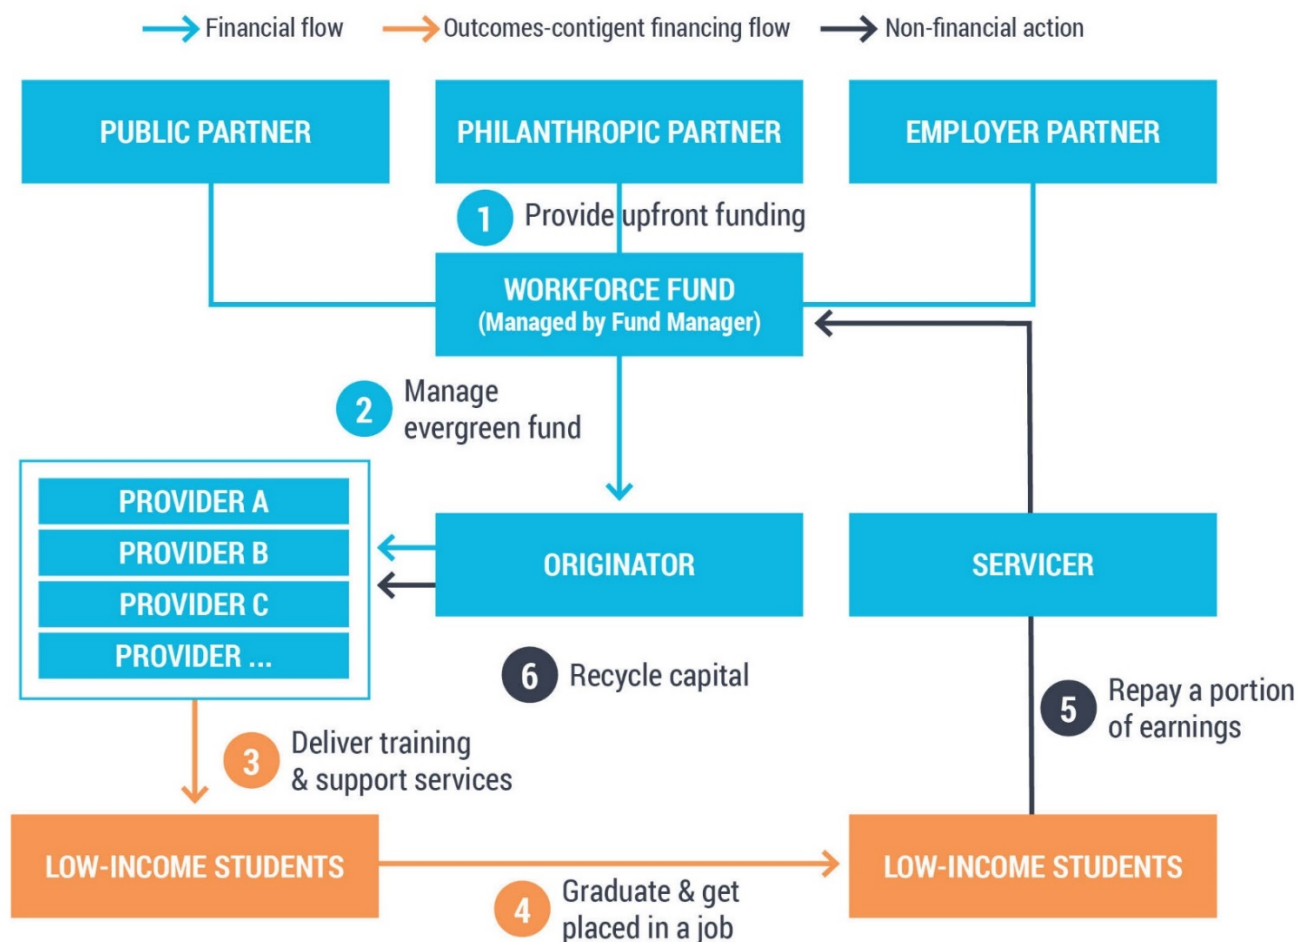 Financial flow
Outcomes-contigent financing flow
Non-financial action
PUBLIC PARTNER
PHILANTHROPIC PARTNER
EMPLOYER PARTNER
1
Provide upfront funding
WORKFORCE FUND
(Managed by Fund Manager)
2
Manage
evergreen fund
PROVIDER A
PROVIDER B
PROVIDER C
PROVIDER ...
ORIGINATOR
SERVICER
6
Recycle capital
5
Repay a portion
of earnings
3
Deliver training
& support services
LOW-INCOME STUDENTS
LOW-INCOME STUDENTS
4
Graduate & get
placed in a job